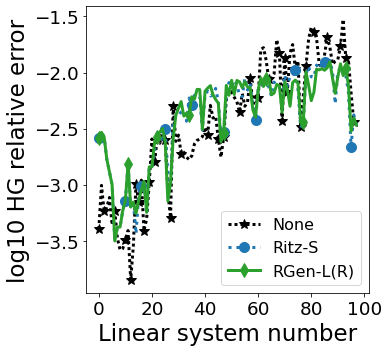 log10 HG relative error
−1.5
−2.0
−2.5
−3.0
−3.5
None
Ritz-S
RGen-L(R)
0 20 40 60 80 100
Linear system number